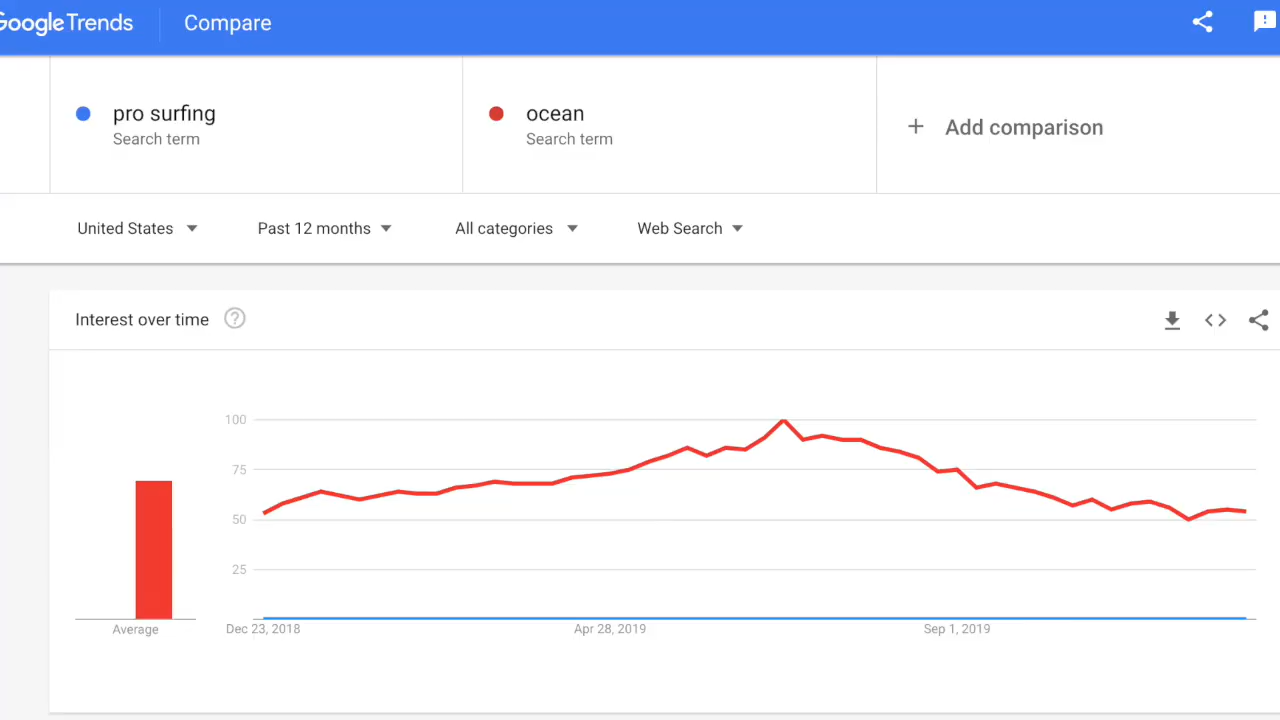 Google Trends Compare
pro surfing
Search term
ocean
Search term
+ Add comparison
United States
Past 12 months
All categories
Web Search
Interest over time ?
100
75
50
25
Average
Dec 23, 2018
Apr 28, 2019
Sep 1, 2019